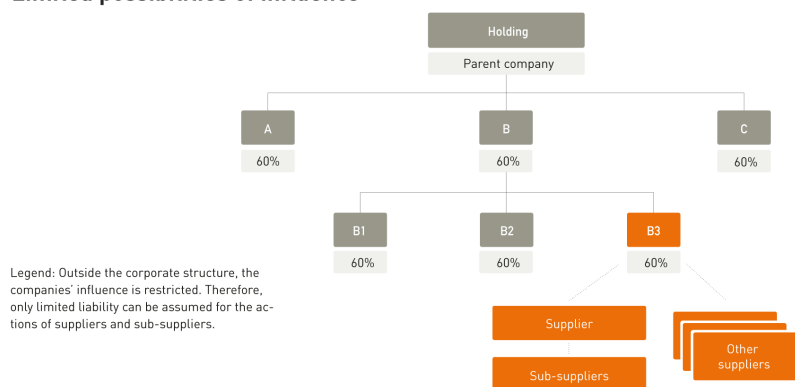 Holding
Parent company
A
B
C
60%
60%
60%
B1
B2
B3
60%
60%
60%
Legend: Outside the corporate structure, the
companies’ influence is restricted. Therefore,
only limited liability can be assumed for the ac-
tions of suppliers and sub-suppliers.
Supplier
Other
suppliers
Sub-suppliers